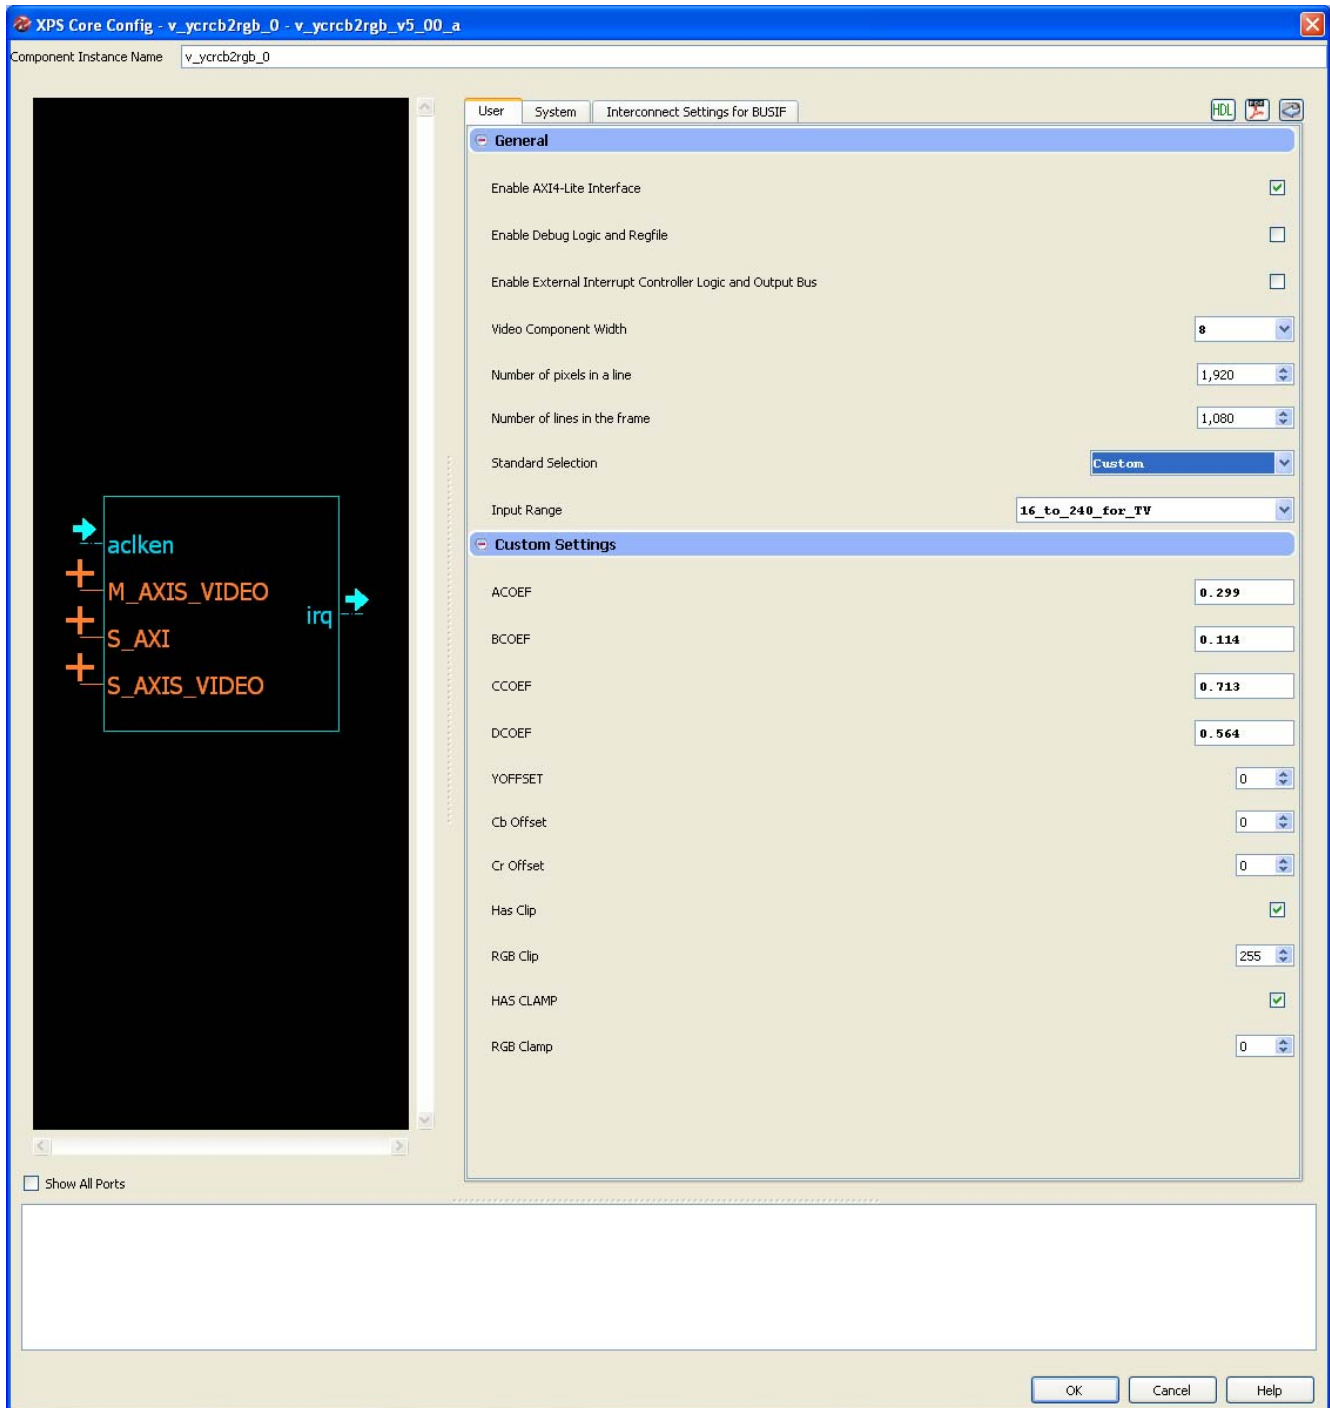 XPS Core Config - v_ycrcb2rgb_0 - v_ycrcb2rgb_v5_00_a
Component Instance Name v_ycrcb2rgb_0
User System Interconnect Settings for BUSIF HDL
General
Enable AXI4-Lite Interface
Enable Debug Logic and Regfile
Enable External Interrupt Controller Logic and Output Bus
Video Component Width 8
Number of pixels in a line 1,920
Number of lines in the frame 1,080
Standard Selection Custom
Input Range 16_to_240_for_TV
Custom Settings
ACOEF 0.299
BCOEF 0.114
CCOEF 0.713
DCOEF 0.564
YOFFSET 0
Cb Offset 0
Cr Offset 0
Has Clip
RGB Clip 255
HAS CLAMP
RGB Clamp 0
aclken
M_AXIS_VIDEO
irq
S_AXI
S_AXIS_VIDEO
Show All Ports
OK Cancel Help